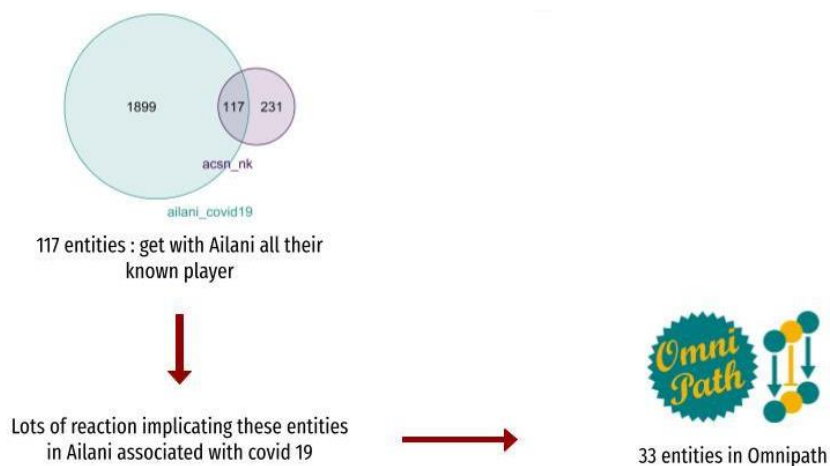 1899
117
231
acsn_nk
ailani_covid19
117 entities : get with Ailani all their
known player
Lots of reaction implicating these entities
in Ailani associated with covid 19
Omni
Path
33 entities in Omnipath